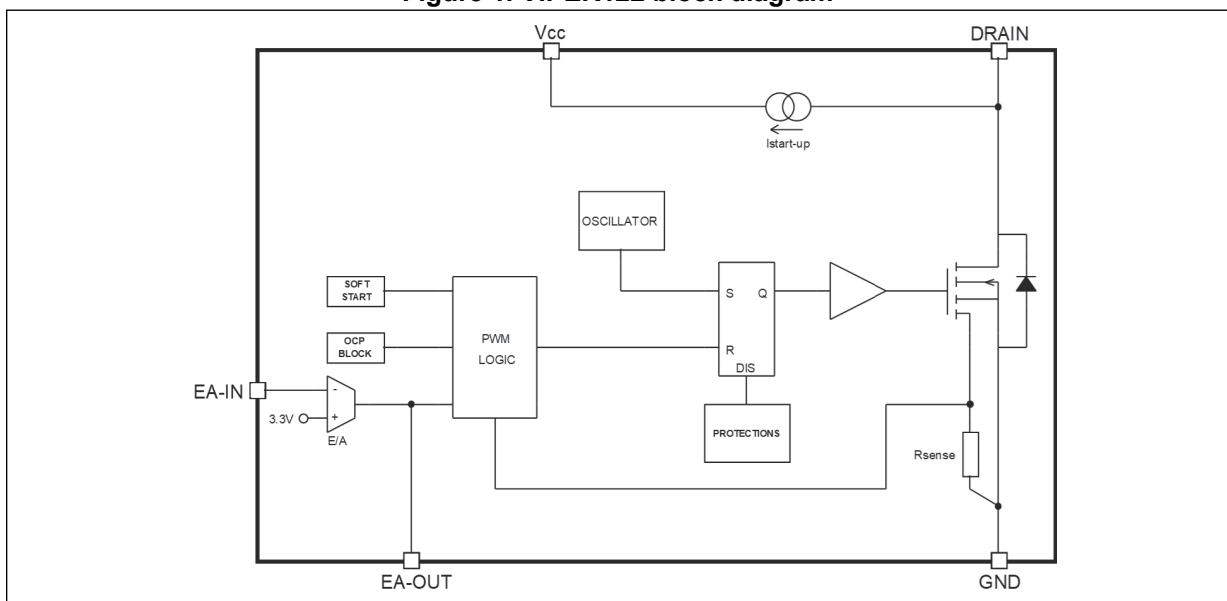 Vcc
DRAIN
Istart-up
OSCILLATOR
SOFT
START
S
Q
OCP
BLOCK
PWM
LOGIC
R
DIS
EA-IN
-
3.3V
+
E/A
PROTECTIONS
Rsense
EA-OUT
GND